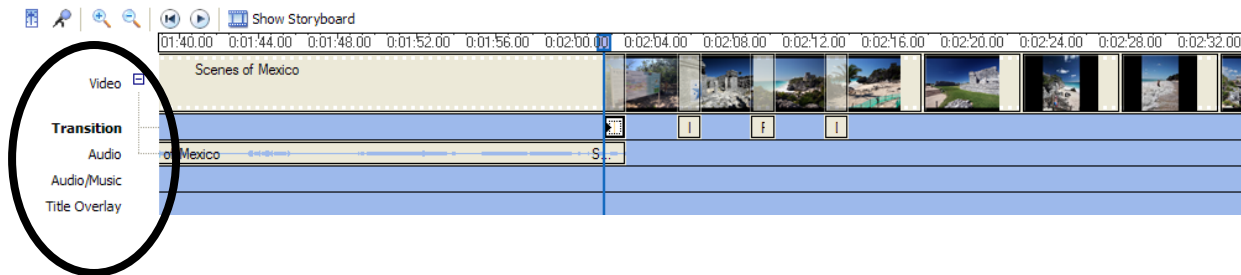 Show Storyboard
01:40.00 0:01:44.00 0:01:48.00 0:01:52.00 0:01:56.00 0:02:00.00 0:02:04.00 0:02:08.00 0:02:12.00 0:02:16.00 0:02:20.00 0:02:24.00 0:02:28.00 0:02:32.00
Video Scenes of Mexico
Transition
Audio of Mexico S...
Audio/Music
Title Overlay